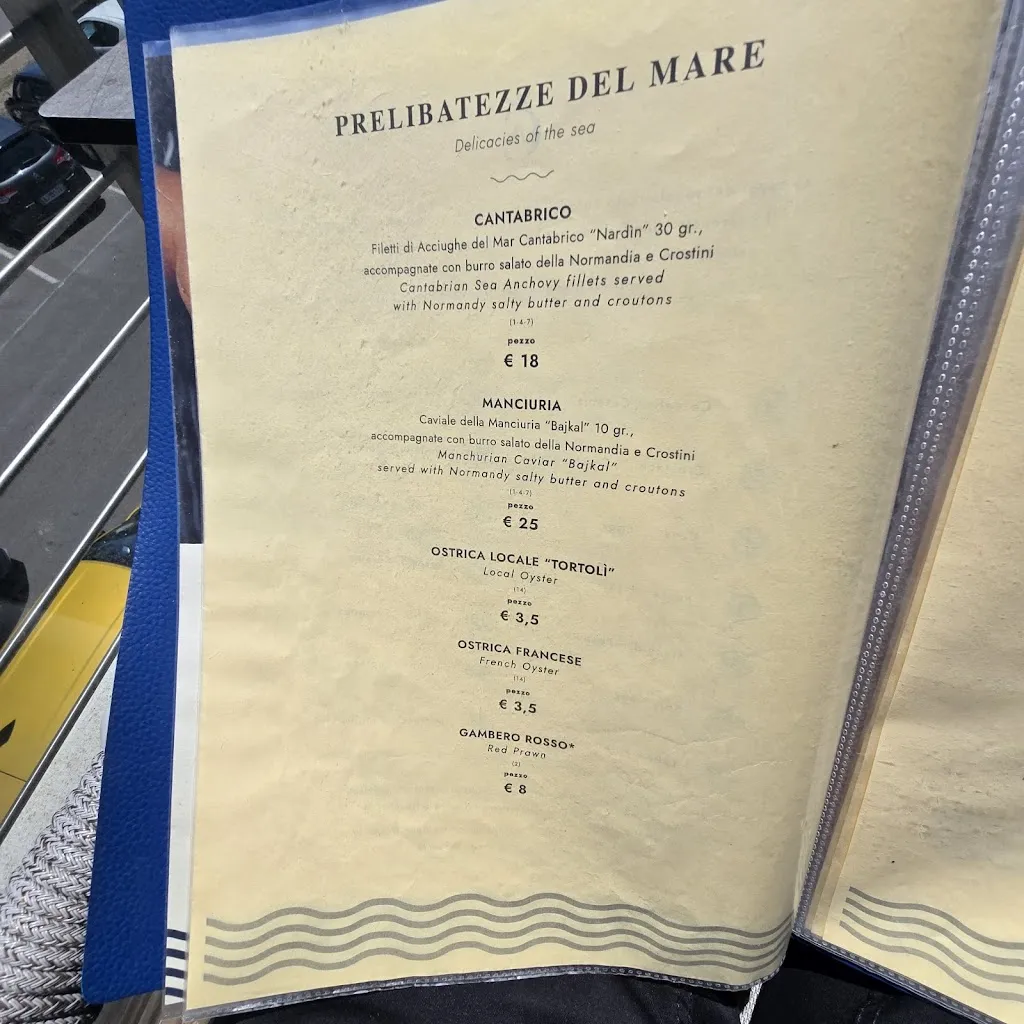 PRELIBATEZZE DEL MARE
Delicacies of the sea
CANTABRICO
Filetti di Acciughe del Mar Cantabrico "Nardìn" 30 gr.,
accompagnate con burro salato della Normandia e Crostini
Cantabrian Sea Anchovy fillets served
with Normandy salty butter and croutons
(1-4-7)
pezzo
€ 18
MANCIURIA
Caviale della Manciuria "Bajkal" 10 gr.,
accompagnate con burro salato della Normandia e Crostini
Manchurian Caviar "Bajkal"
served with Normandy salty butter and croutons
(1-4-7)
pezzo
€ 25
OSTRICA LOCALE "TORTOLÌ"
Local Oyster
(14)
pezzo
€ 3,5
OSTRICA FRANCESE
French Oyster
(14)
pezzo
€ 3,5
GAMBERO ROSSO*
Red Prawn
(2)
pezzo
€ 8